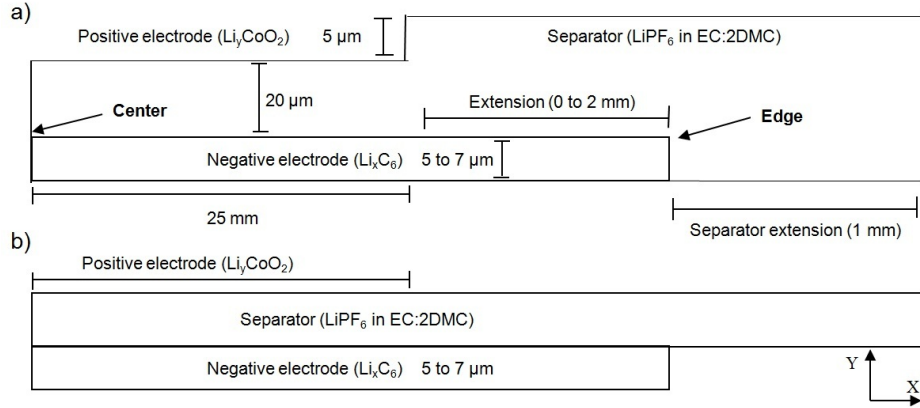 a)
Positive electrode (LiyCoO2) 5 µm
Separator (LiPF6 in EC:2DMC)
20 µm
Extension (0 to 2 mm)
Center
Edge
Negative electrode (LixC6) 5 to 7 µm
25 mm
Separator extension (1 mm)
b)
Positive electrode (LiyCoO2)
Separator (LiPF6 in EC:2DMC)
Negative electrode (LixC6) 5 to 7 µm
Y
X